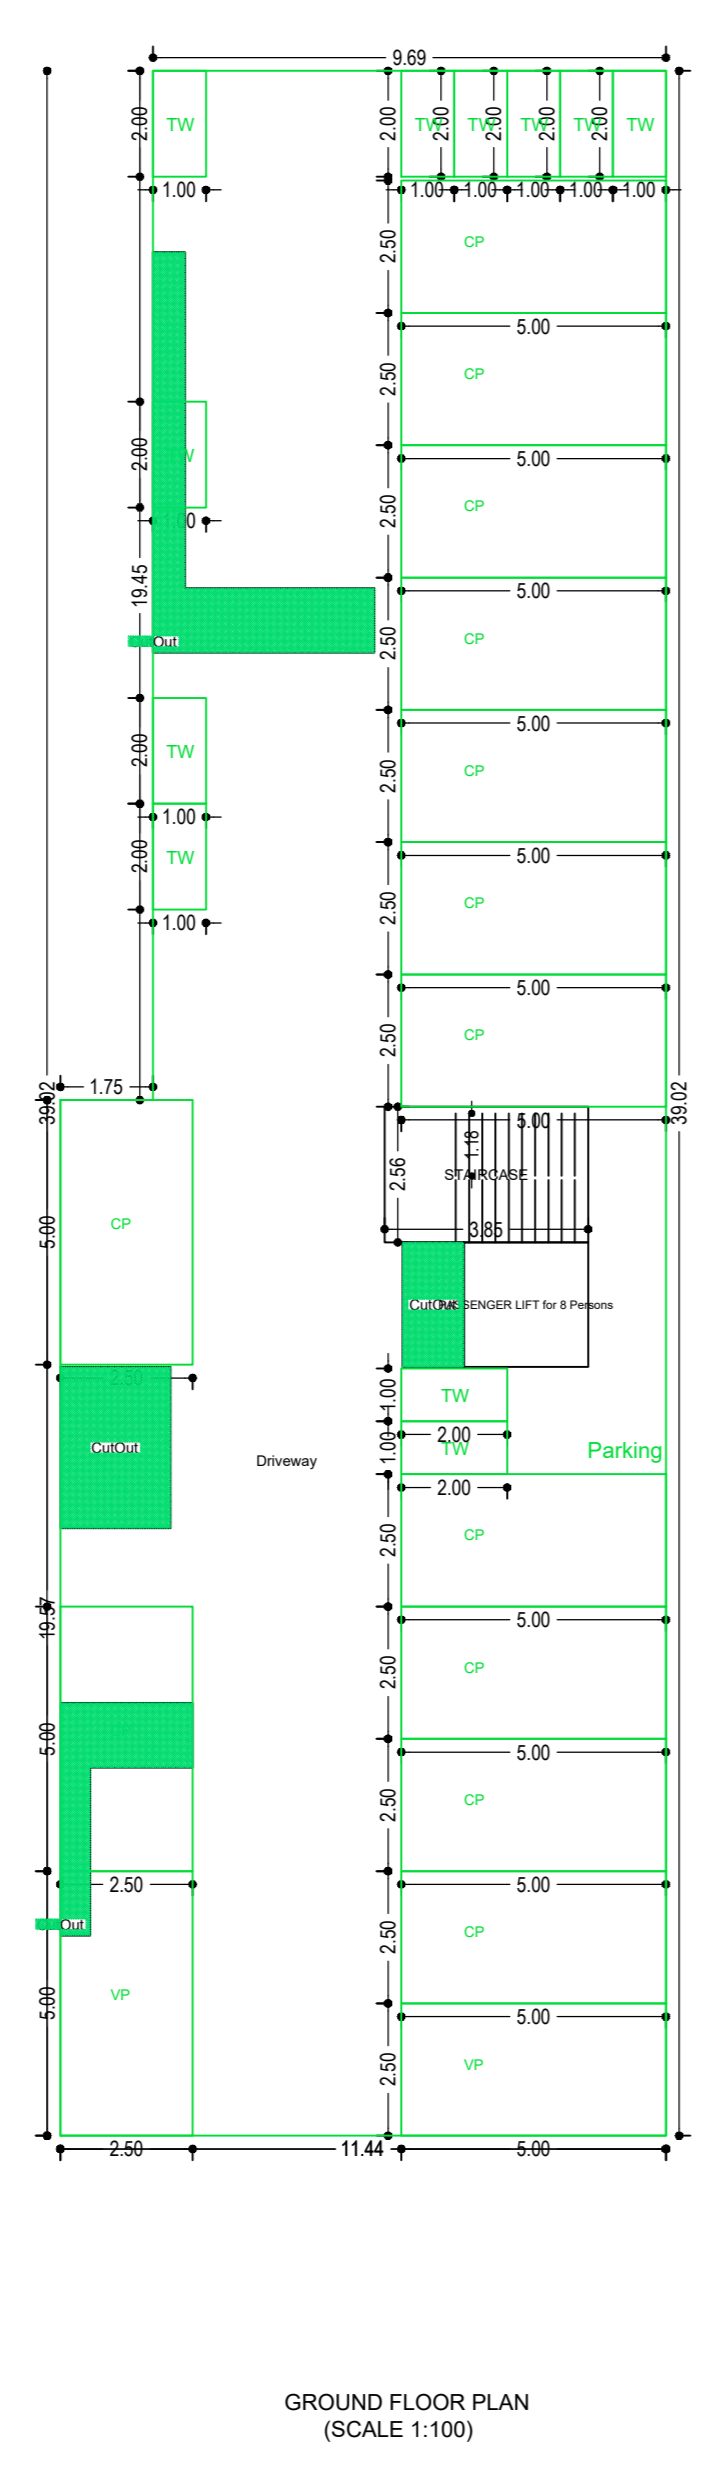 9.69
2.00 TW 2.00 TW 2.00 TW 2.00 TW 2.00 TW 2.00 TW
1.00 1.00 1.00 1.00 1.00 1.00
2.50 CP
5.00
2.50 CP
5.00
2.00
2.50 CP
5.00
19.45
2.50 CP
Out
5.00
2.00 TW
2.50 CP
1.00
5.00
2.00 TW
2.50 CP
1.00
5.00
2.50 CP
1.75
39.02
39.02
5.00
1.18
2.56
STAIRCASE
3.85
5.00 CP
CutOut PASSENGER LIFT for 8 Persons
2.50
1.00 TW
2.00
1.00 TW
Parking
CutOut
Driveway
2.00
2.50 CP
19.57
5.00
2.50 CP
5.00
5.00
2.50 CP
2.50
5.00
Out
2.50 CP
5.00 VP
5.00
2.50 VP
2.50 11.44 5.00
GROUND FLOOR PLAN
(SCALE 1:100)